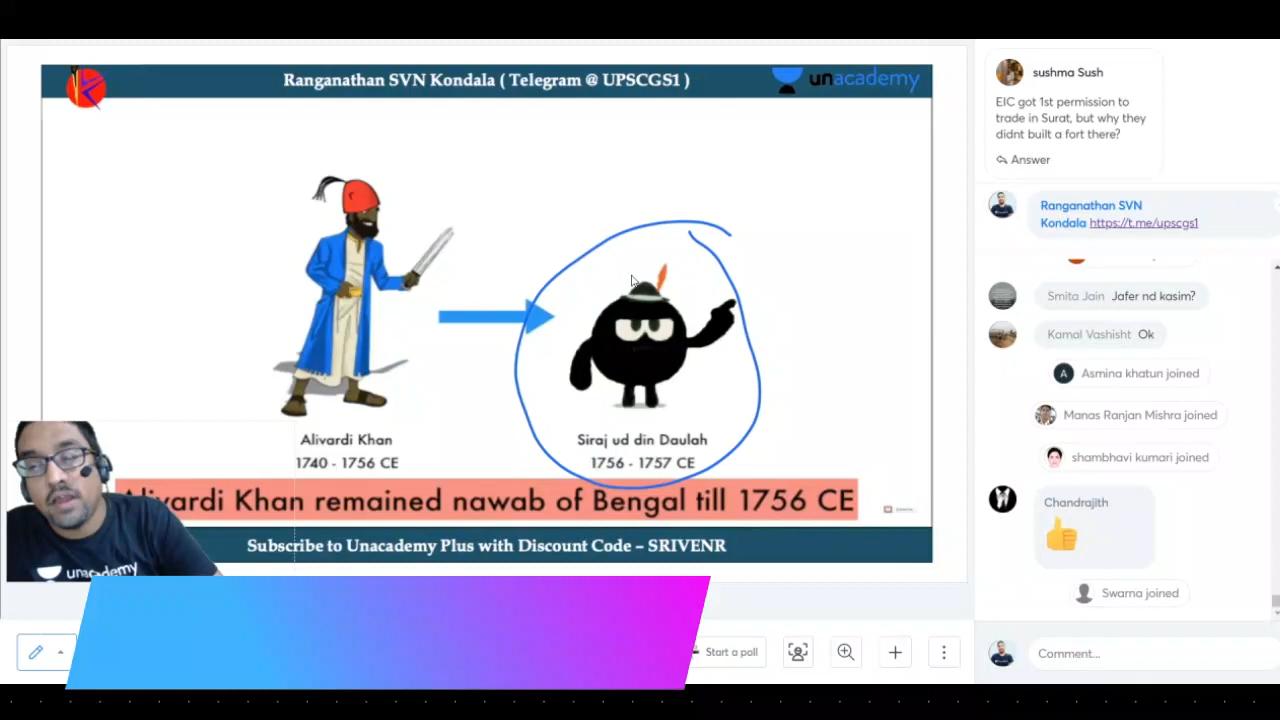 Ranganathan SVN Kondala ( Telegram @ UPSCGS1 )
unacademy
Alivardi Khan
1740 - 1756 CE
Siraj ud din Daulah
1756 - 1757 CE
Alivardi Khan remained nawab of Bengal till 1756 CE
Subscribe to Unacademy Plus with Discount Code – SRIVENR
unacademy
Start a poll
sushma Sush
EIC got 1st permission to
trade in Surat, but why they
didnt built a fort there?
Answer
Ranganathan SVN
Kondala https://t.me/upscgs1
Smita Jain Jafer nd kasim?
Kamal Vashisht Ok
A Asmina khatun joined
Manas Ranjan Mishra joined
shambhavi kumari joined
Chandrajith
Swarna joined
Comment...